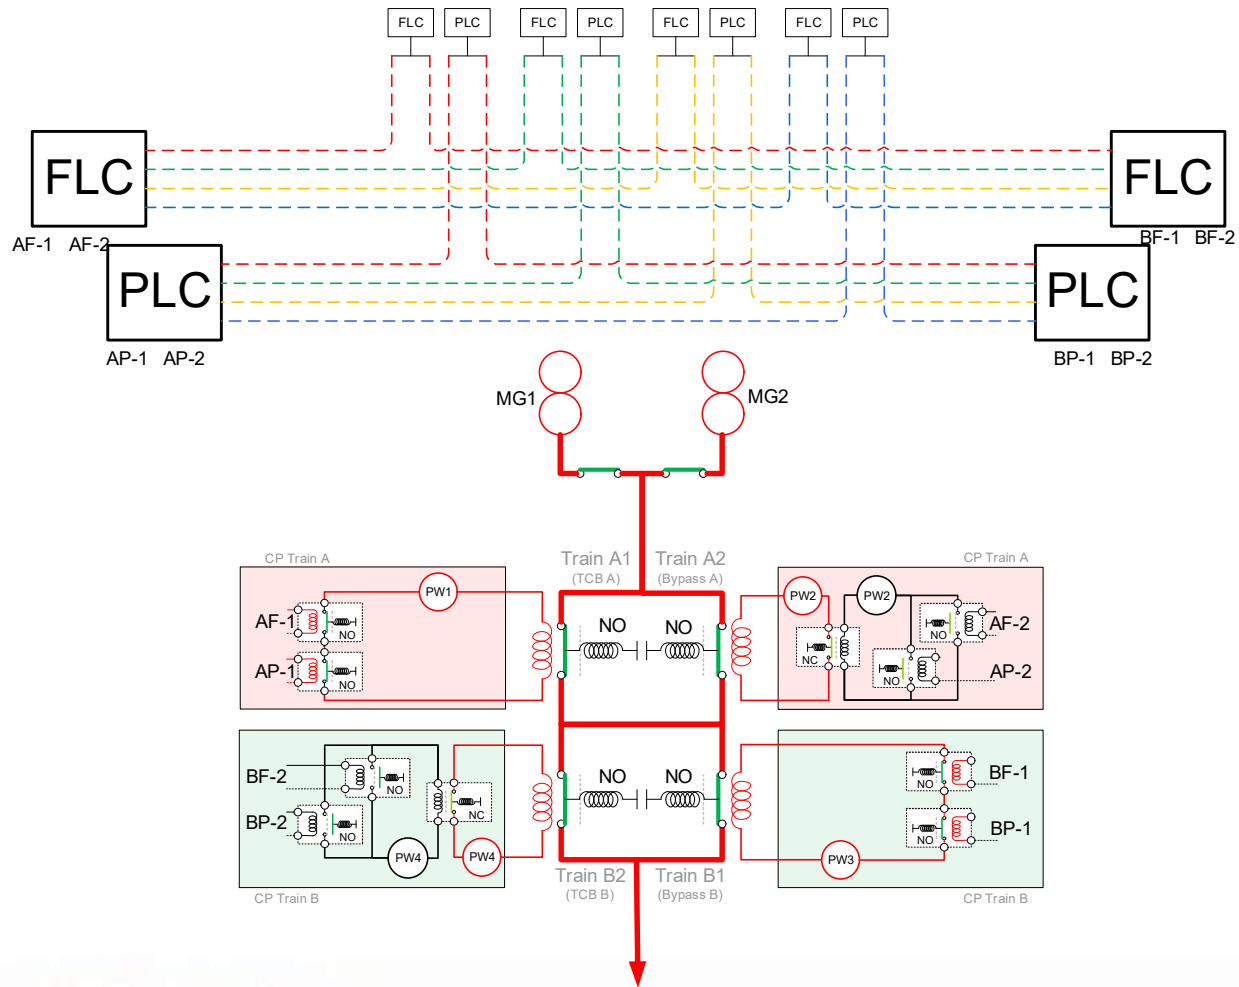 FLC PLC FLC PLC FLC PLC FLC PLC
FLC
FLC
AF-1 AF-2
BF-1 BF-2
PLC
PLC
AP-1 AP-2
BP-1 BP-2
MG1
MG2
CP Train A
Train A1
(TCB A)
Train A2
(Bypass A)
CP Train A
PW1
PW2
PW2
AF-1
NO
AP-1
NO
NO
NO
NC
AF-2
NO
AP-2
NO
BF-2
NO
BP-2
NO
NC
PW4
PW4
NO
NO
BF-1
NO
BP-1
NO
PW3
Train B2
(TCB B)
Train B1
(Bypass B)
CP Train B
CP Train B